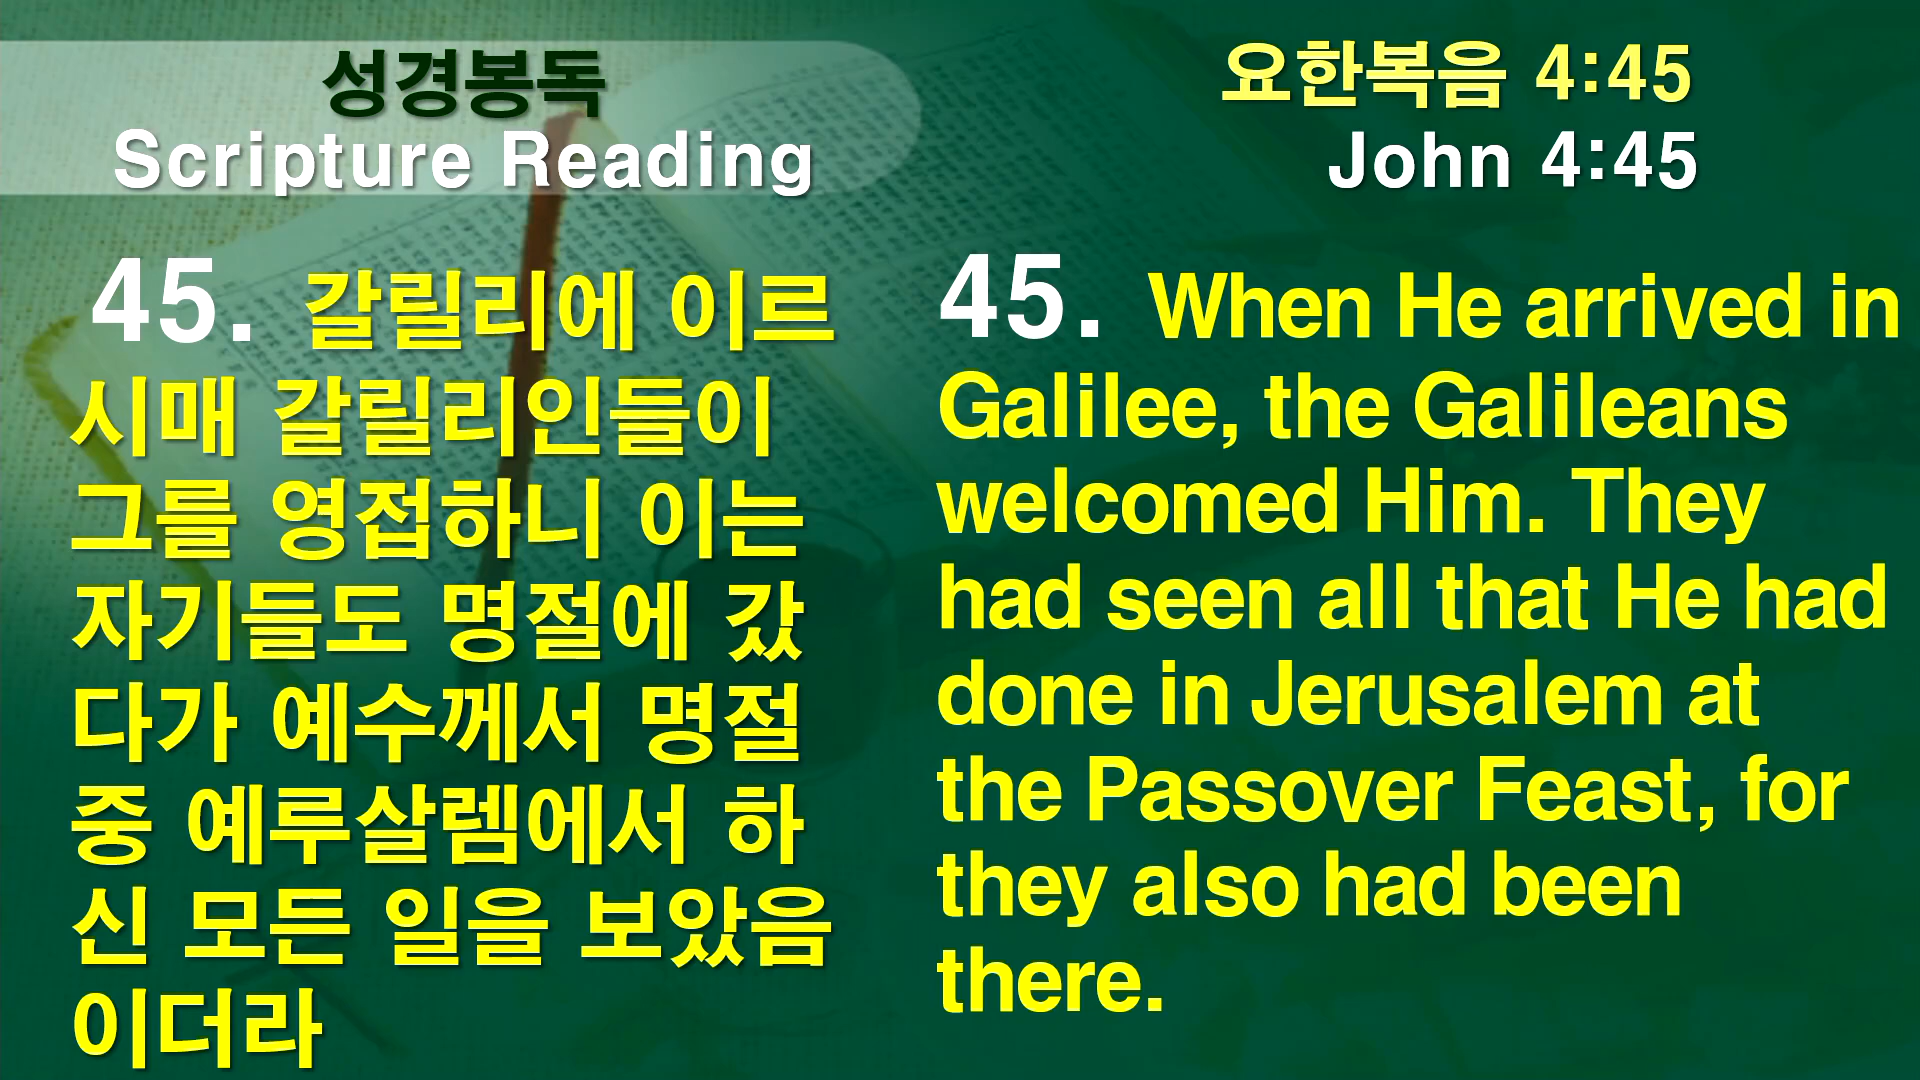 성경봉독
Scripture Reading
요한복음 4:45
John 4:45
45. 갈릴리에 이르
시매 갈릴리인들이
그를 영접하니 이는
자기들도 명절에 갔
다가 예수께서 명절
중 예루살렘에서 하
신 모든 일을 보았음
이더라
45. When He arrived in
Galilee, the Galileans
welcomed Him. They
had seen all that He had
done in Jerusalem at
the Passover Feast, for
they also had been
there.